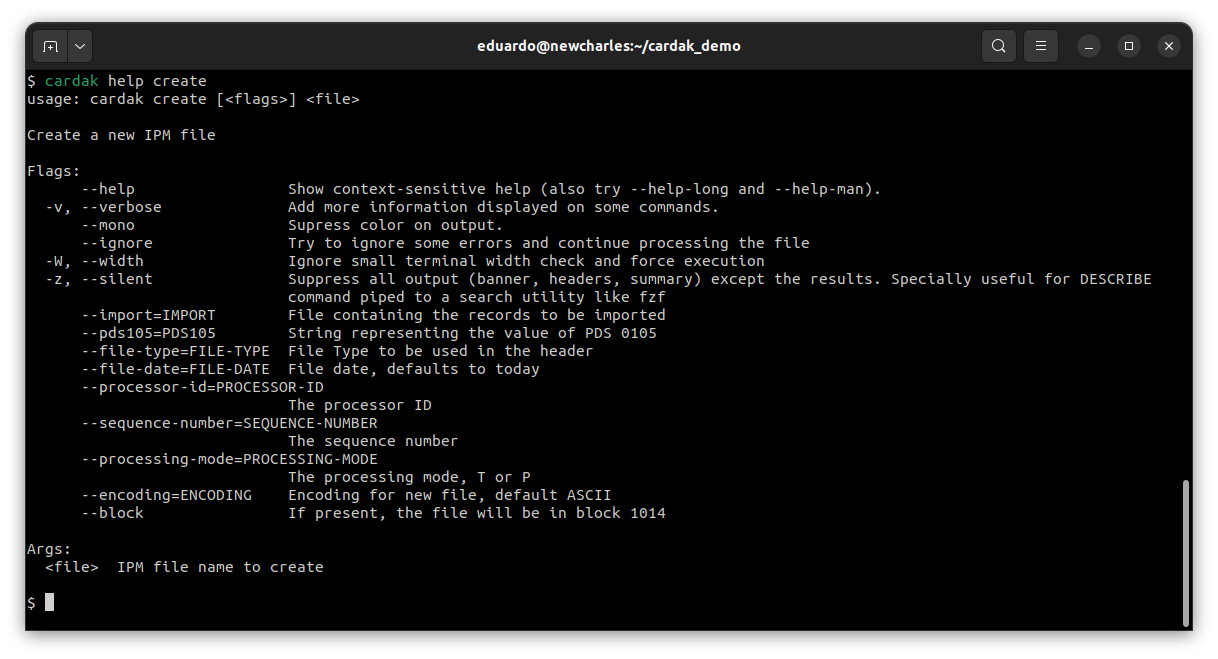 eduardo@newcharles:~/cardak_demo
$ cardak help create
usage: cardak create [<flags>] <file>
Create a new IPM file
Flags:
--help Show context-sensitive help (also try --help-long and --help-man).
-v, --verbose Add more information displayed on some commands.
--mono Supress color on output.
--ignore Try to ignore some errors and continue processing the file
-W, --width Ignore small terminal width check and force execution
-z, --silent Suppress all output (banner, headers, summary) except the results. Specially useful for DESCRIBE
command piped to a search utility like fzf
--import=IMPORT File containing the records to be imported
--pds105=PDS105 String representing the value of PDS 0105
--file-type=FILE-TYPE File Type to be used in the header
--file-date=FILE-DATE File date, defaults to today
--processor-id=PROCESSOR-ID
The processor ID
--sequence-number=SEQUENCE-NUMBER
The sequence number
--processing-mode=PROCESSING-MODE
The processing mode, T or P
--encoding=ENCODING Encoding for new file, default ASCII
--block If present, the file will be in block 1014
Args:
<file> IPM file name to create
$